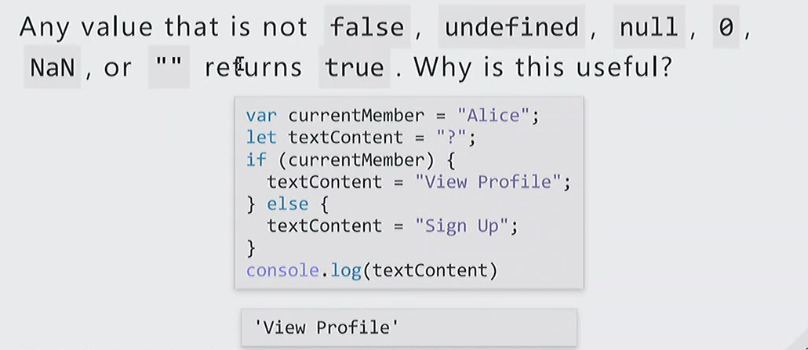 Any value that is not false, undefined, null, 0,
NaN, or "" returns true. Why is this useful?
var currentMember = "Alice";
let textContent = "?";
if (currentMember) {
  textContent = "View Profile";
} else {
  textContent = "Sign Up";
}
console.log(textContent)
'View Profile'